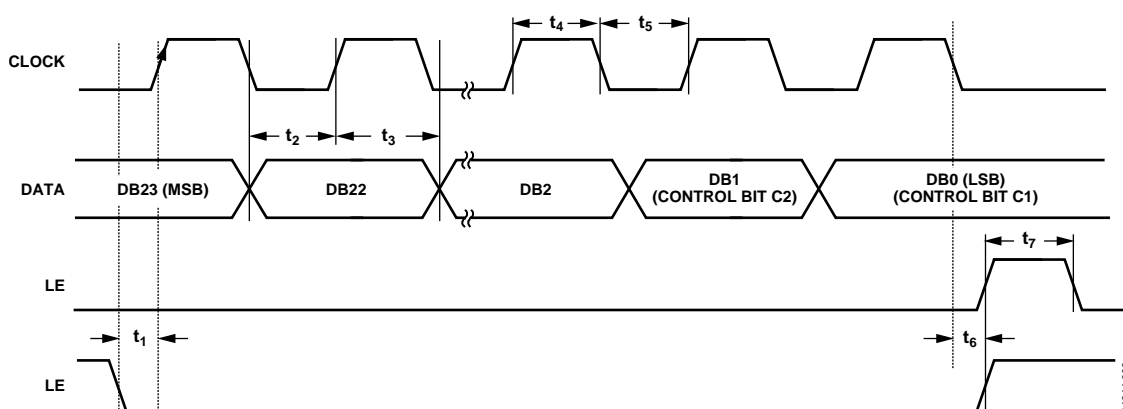 t4 t5
CLOCK
t2 t3
DATA
DB23 (MSB) DB22 DB2 DB1 DB0 (LSB)
(CONTROL BIT C2) (CONTROL BIT C1)
t7
LE
t1 t6
LE